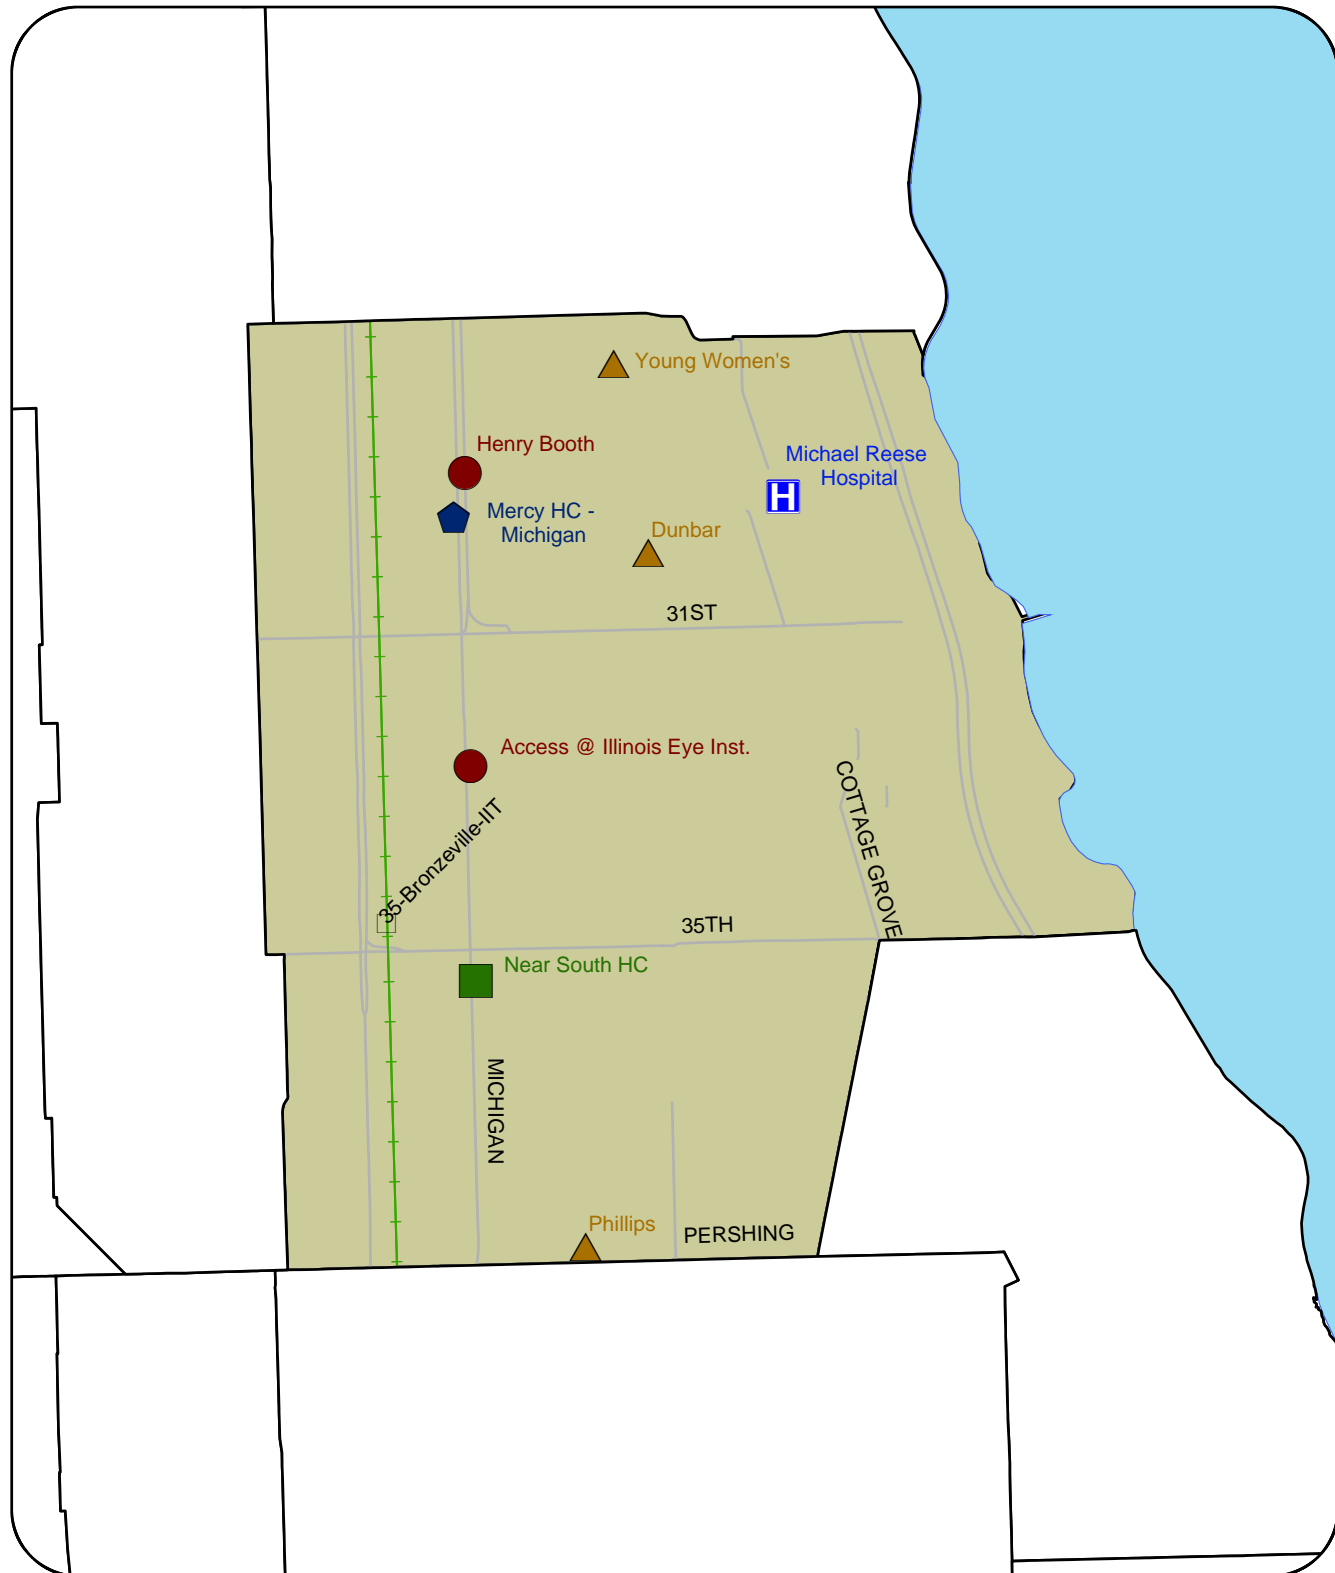 Young Women's
Henry Booth
Michael Reese
Hospital
H
Mercy HC -
Michigan
Dunbar
31ST
Access @ Illinois Eye Inst.
COTTAGE GROVE
35-Bronzeville-IIT
35TH
Near South HC
MICHIGAN
Phillips
PERSHING